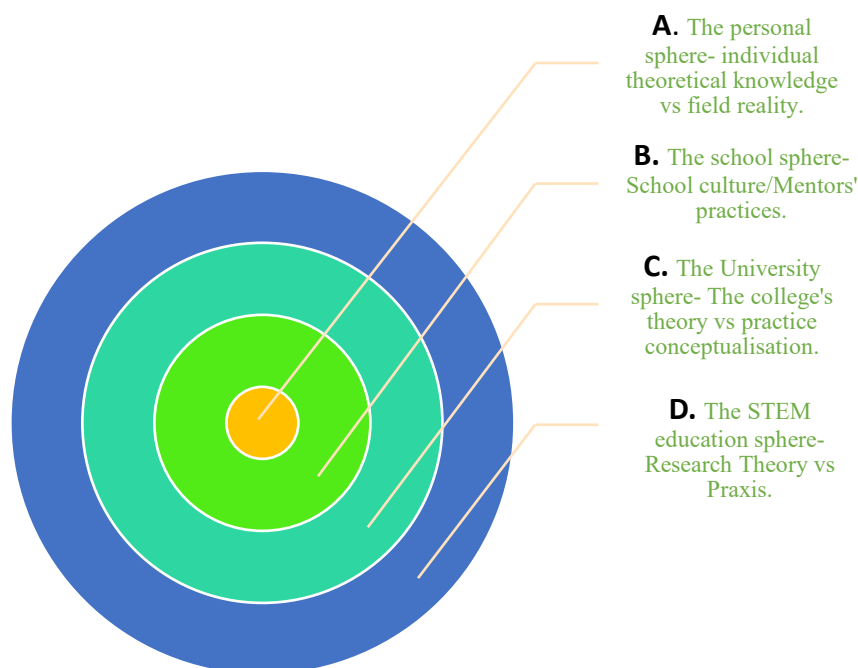 A. The personal
sphere- individual
theoretical knowledge
vs field reality.
B. The school sphere-
School culture/Mentors'
practices.
C. The University
sphere- The college's
theory vs practice
conceptualisation.
D. The STEM
education sphere-
Research Theory vs
Praxis.